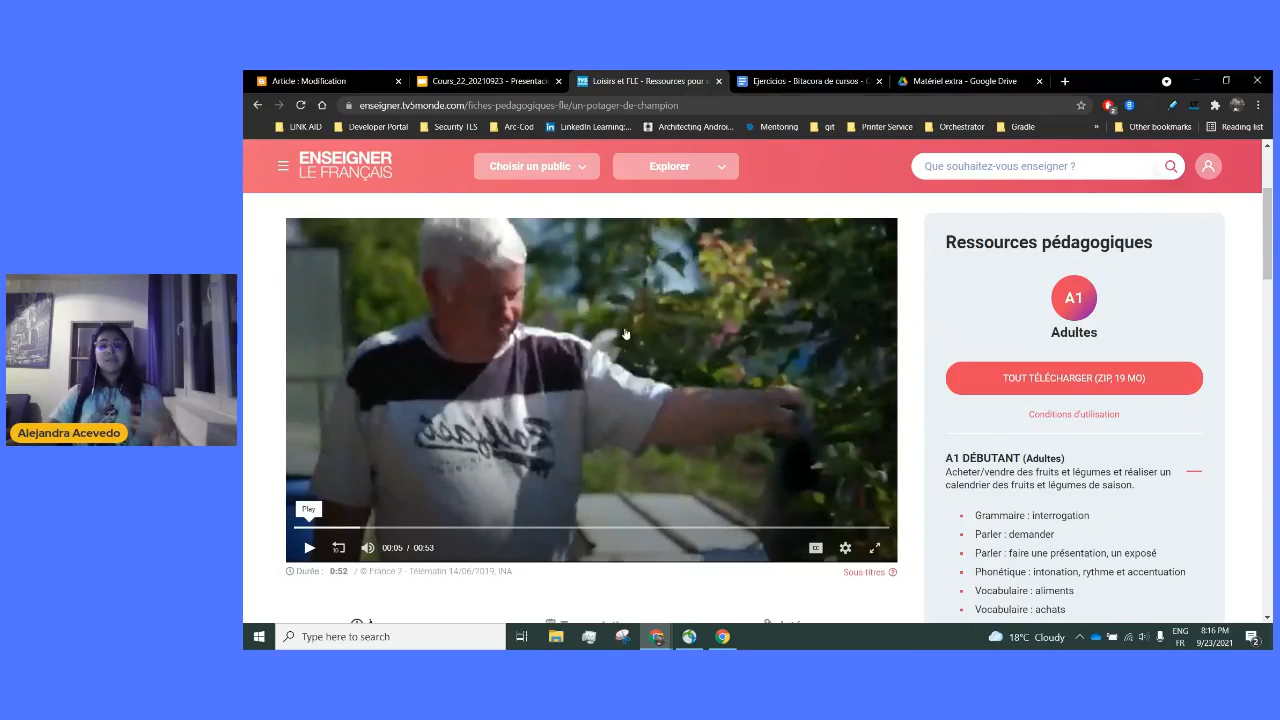 Article : Modification
Cours_22_20210923 - Presentac
Loisirs et FLE - Ressources pour
Ejercicios - Bitacora de cursos - C
Matériel extra - Google Drive
enseigner.tv5monde.com/fiches-pedagogiques-fle/un-potager-de-champion
LINK AID
Developer Portal
Security TLS
Arc-Cod
LinkedIn Learning:...
Architecting Androi...
Mentoring
git
Printer Service
Orchestrator
Gradle
»
Other bookmarks
Reading list
ENSEIGNER
LE FRANÇAIS
Choisir un public
Explorer
Que souhaitez-vous enseigner ?
Play
00:05 / 00:53
CC
Durée : 0:52 / © France 2 - Télématin 14/06/2019, INA
Sous-titres
Ressources pédagogiques
A1
Adultes
TOUT TÉLÉCHARGER (ZIP, 19 MO)
Conditions d'utilisation
A1 DÉBUTANT (Adultes)
Acheter/vendre des fruits et légumes et réaliser un
calendrier des fruits et légumes de saison.
Grammaire : interrogation
Parler : demander
Parler : faire une présentation, un exposé
Phonétique : intonation, rythme et accentuation
Vocabulaire : aliments
Vocabulaire : achats
Alejandra Acevedo
Type here to search
18°C Cloudy
ENG
FR
8:16 PM
9/23/2021